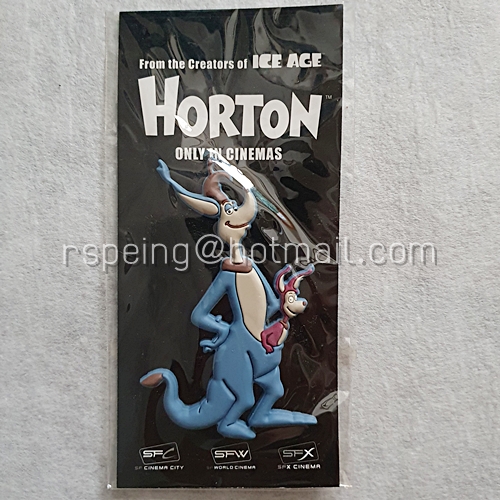 From the Creators of ICE AGE
HORTON™
ONLY IN CINEMAS
rspeing@hotmail.com
SFC SFW SFX
SF CINEMA CITY SF WORLD CINEMA SFX CINEMA